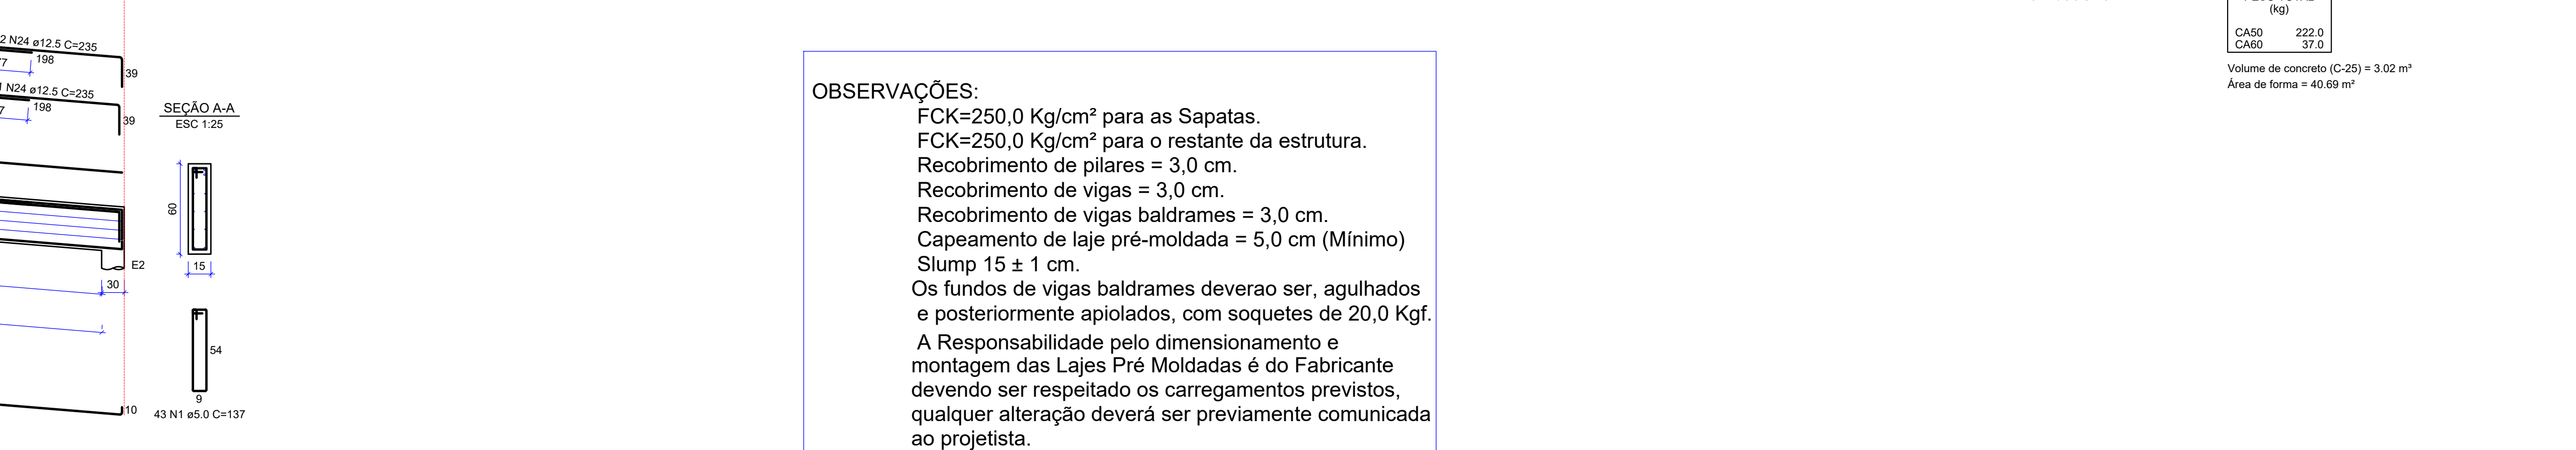 2 N24 ø12.5 C=235
198
39
1 N24 ø12.5 C=235
198
39
E2
30
10
SEÇÃO A-A
ESC 1:25
60
15
54
9
43 N1 ø5.0 C=137
OBSERVAÇÕES:
FCK=250,0 Kg/cm² para as Sapatas.
FCK=250,0 Kg/cm² para o restante da estrutura.
Recobrimento de pilares = 3,0 cm.
Recobrimento de vigas = 3,0 cm.
Recobrimento de vigas baldrames = 3,0 cm.
Capeamento de laje pré-moldada = 5,0 cm (Mínimo)
Slump 15 ± 1 cm.
Os fundos de vigas baldrames deverao ser, agulhados
e posteriormente apiolados, com soquetes de 20,0 Kgf.
A Responsabilidade pelo dimensionamento e
montagem das Lajes Pré Moldadas é do Fabricante
devendo ser respeitado os carregamentos previstos,
qualquer alteração deverá ser previamente comunicada
ao projetista.
(kg)
CA50 222.0
CA60 37.0
Volume de concreto (C-25) = 3.02 m³
Área de forma = 40.69 m²